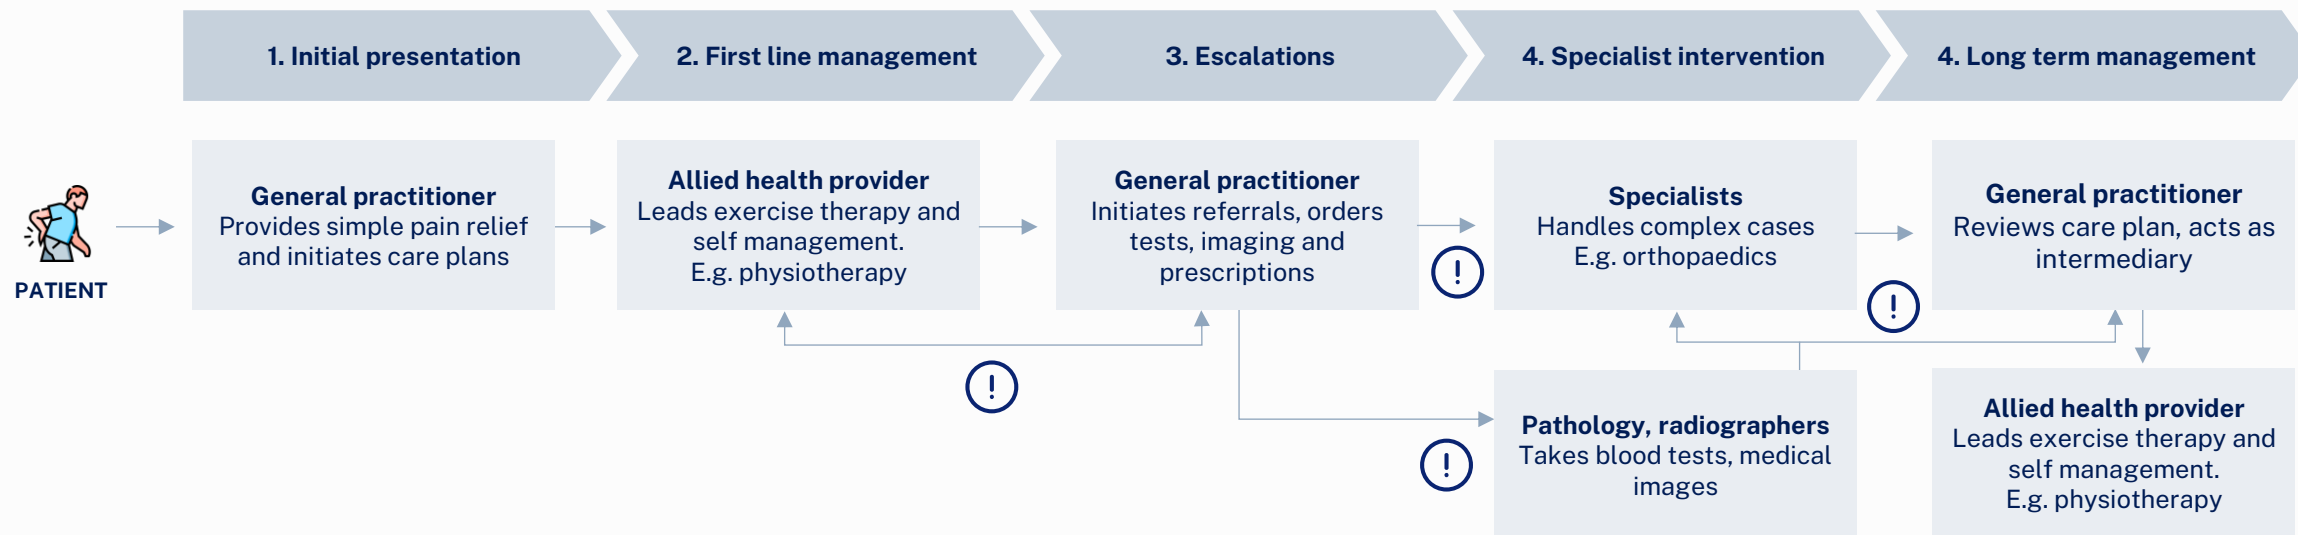 1. Initial presentation
2. First line management
3. Escalations
4. Specialist intervention
4. Long term management
PATIENT
General practitioner
Provides simple pain relief
and initiates care plans
Allied health provider
Leads exercise therapy and
self management.
E.g. physiotherapy
General practitioner
Initiates referrals, orders
tests, imaging and
prescriptions
Specialists
Handles complex cases
E.g. orthopaedics
General practitioner
Reviews care plan, acts as
intermediary
!
!
!
!
Pathology, radiographers
Takes blood tests, medical
images
Allied health provider
Leads exercise therapy and
self management.
E.g. physiotherapy